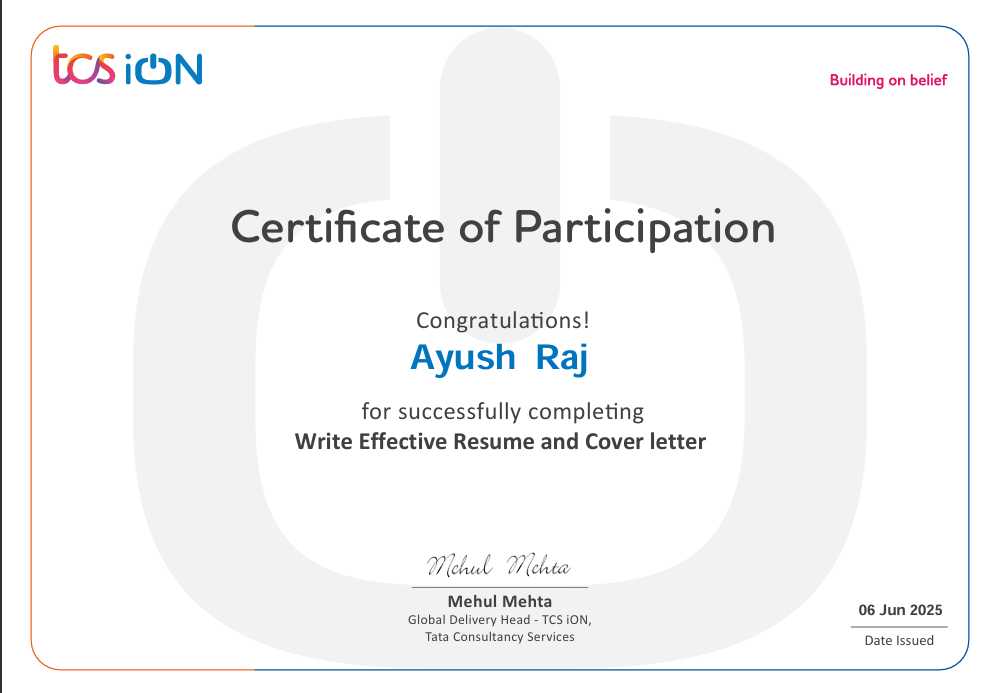 tcs iON
Building on belief
Certificate of Participation
Congratulations!
Ayush Raj
for successfully completing
Write Effective Resume and Cover letter
Mehul Mehta
Mehul Mehta
Global Delivery Head - TCS iON,
Tata Consultancy Services
06 Jun 2025
Date Issued